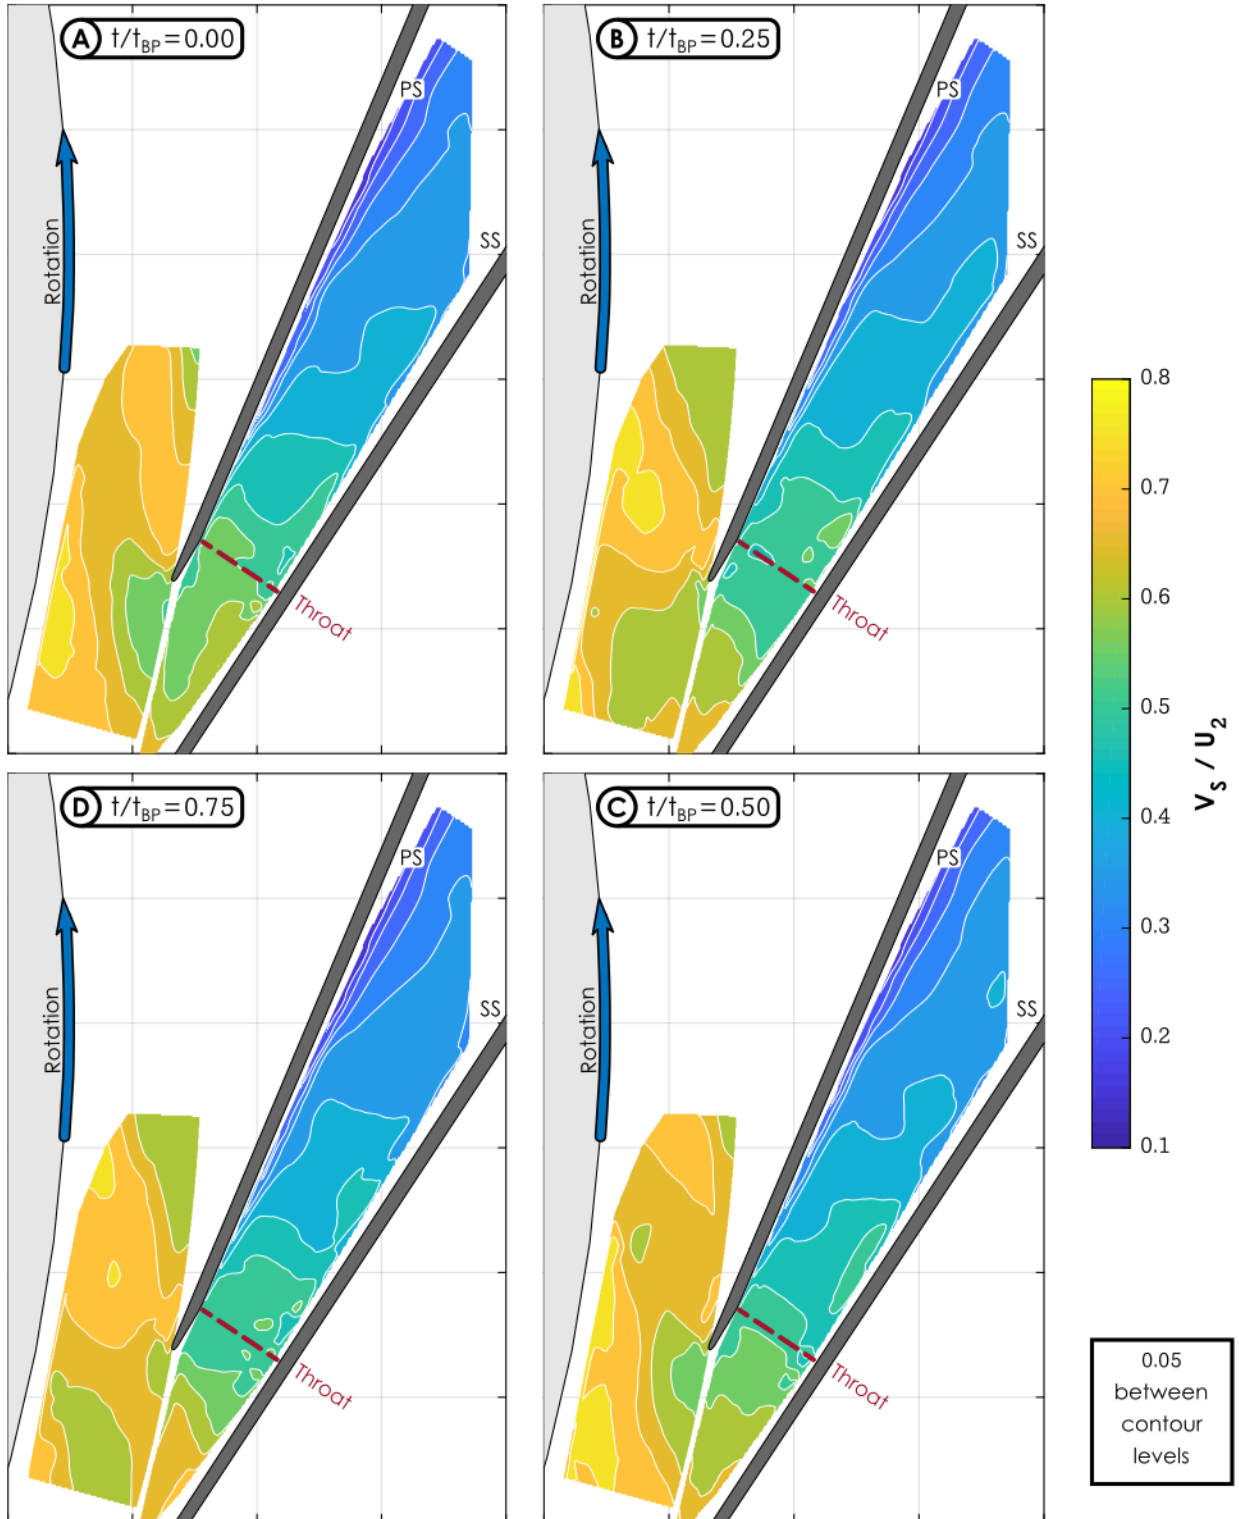 A t/tBP=0.00
PS
SS
Rotation
Throat
B t/tBP=0.25
PS
SS
Rotation
Throat
D t/tBP=0.75
PS
SS
Rotation
Throat
C t/tBP=0.50
PS
SS
Rotation
Throat
0.8
0.7
0.6
0.5
0.4
0.3
0.2
0.1
VS / U2
0.05
between
contour
levels